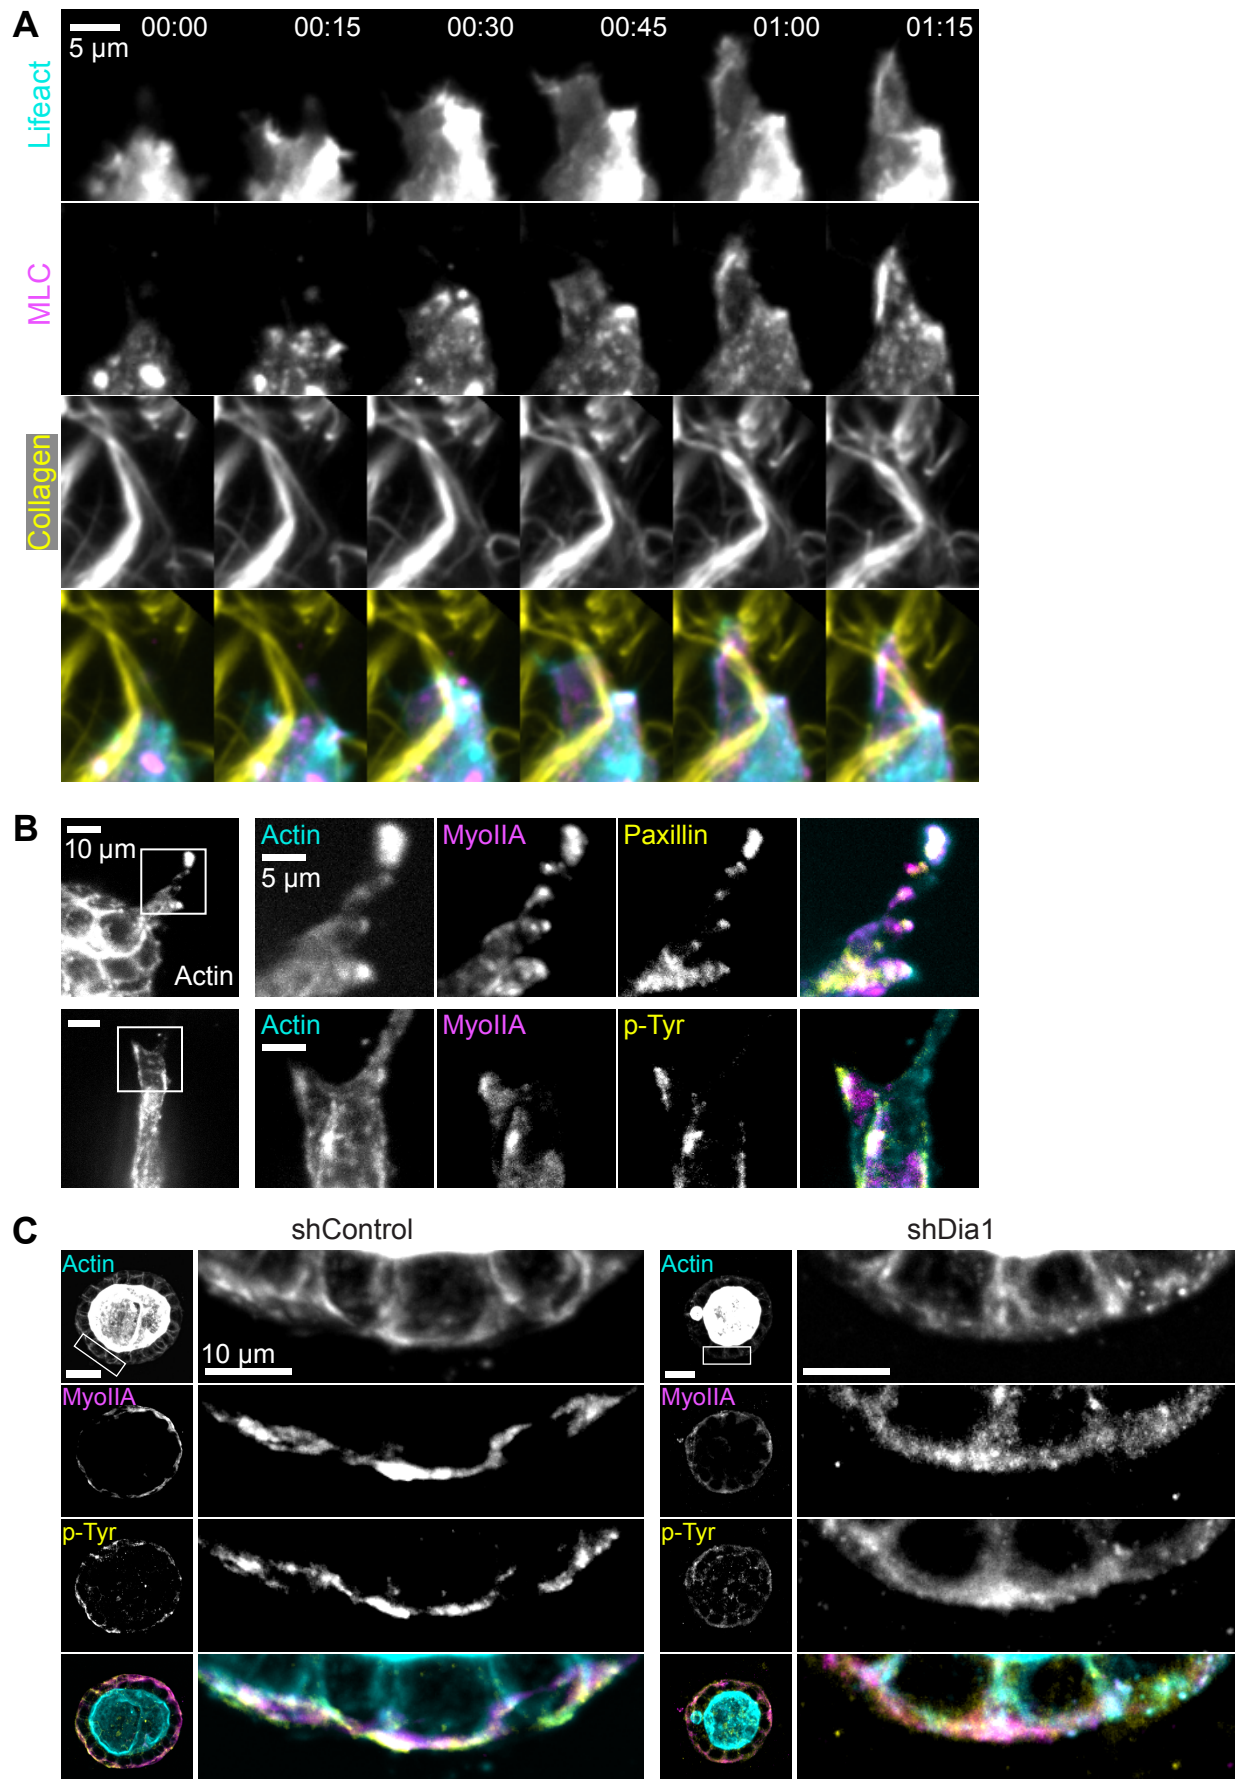 A
00:00 00:15 00:30 00:45 01:00 01:15
5 µm
Lifeact
MLC
Collagen
B
10 µm
Actin
Actin MyoIIA Paxillin
5 µm
Actin MyoIIA p-Tyr
C
shControl shDia1
Actin
10 µm
MyoIIA
p-Tyr
Actin
MyoIIA
p-Tyr